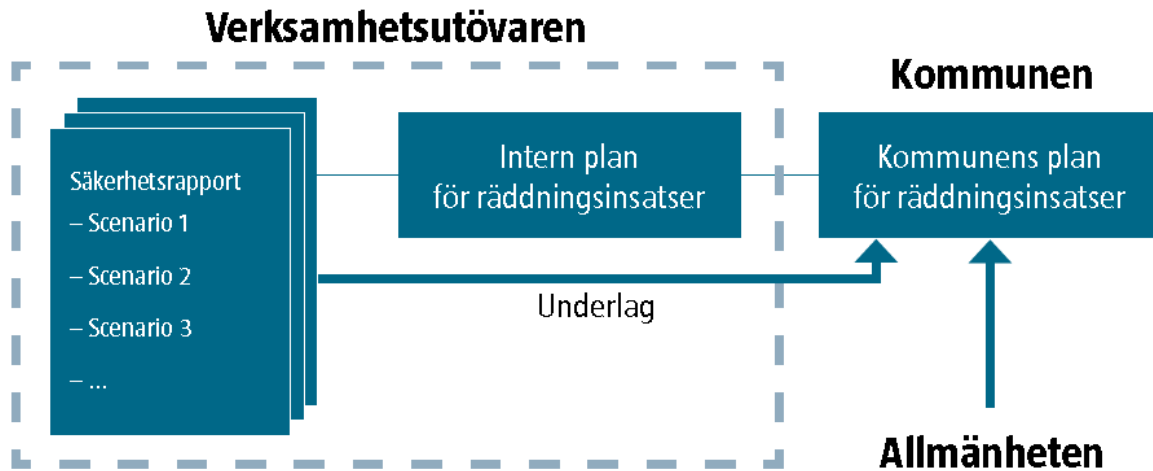 Verksamhetsutövaren
Kommunen
Säkerhetsrapport
– Scenario 1
– Scenario 2
– Scenario 3
– ...
Intern plan
för räddningsinsatser
Kommunens plan
för räddningsinsatser
Underlag
Allmänheten